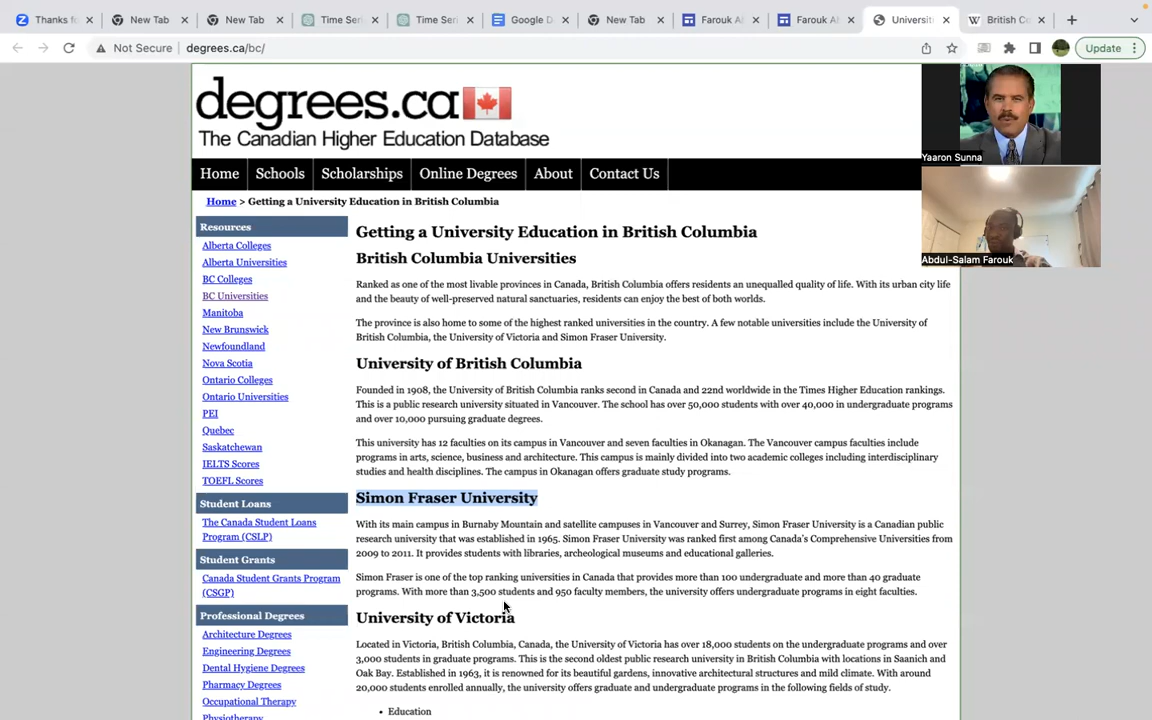 Thanks fo
New Tab
New Tab
Time Seri
Time Seri
Google D
New Tab
Farouk A
Farouk A
Universit
British Co
Not Secure
degrees.ca/bc/
Update
degrees.ca
The Canadian Higher Education Database
Yaaron Sunna
Home
Schools
Scholarships
Online Degrees
About
Contact Us
Abdul-Salam Farouk
Home > Getting a University Education in British Columbia
Resources
Alberta Colleges
Alberta Universities
BC Colleges
BC Universities
Manitoba
New Brunswick
Newfoundland
Nova Scotia
Ontario Colleges
Ontario Universities
PEI
Quebec
Saskatchewan
IELTS Scores
TOEFL Scores
Student Loans
The Canada Student Loans
Program (CSLP)
Student Grants
Canada Student Grants Program
(CSGP)
Professional Degrees
Architecture Degrees
Engineering Degrees
Dental Hygiene Degrees
Pharmacy Degrees
Occupational Therapy
Physiotherapy
Getting a University Education in British Columbia
British Columbia Universities
Ranked as one of the most livable provinces in Canada, British Columbia offers residents an unequalled quality of life. With its urban city life
and the beauty of well-preserved natural sanctuaries, residents can enjoy the best of both worlds.
The province is also home to some of the highest ranked universities in the country. A few notable universities include the University of
British Columbia, the University of Victoria and Simon Fraser University.
University of British Columbia
Founded in 1908, the University of British Columbia ranks second in Canada and 22nd worldwide in the Times Higher Education rankings.
This is a public research university situated in Vancouver. The school has over 50,000 students with over 40,000 in undergraduate programs
and over 10,000 pursuing graduate degrees.
This university has 12 faculties on its campus in Vancouver and seven faculties in Okanagan. The Vancouver campus faculties include
programs in arts, science, business and architecture. This campus is mainly divided into two academic colleges including interdisciplinary
studies and health disciplines. The campus in Okanagan offers graduate study programs.
Simon Fraser University
With its main campus in Burnaby Mountain and satellite campuses in Vancouver and Surrey, Simon Fraser University is a Canadian public
research university that was established in 1965. Simon Fraser University was ranked first among Canada's Comprehensive Universities from
2009 to 2011. It provides students with libraries, archeological museums and educational galleries.
Simon Fraser is one of the top ranking universities in Canada that provides more than 100 undergraduate and more than 40 graduate
programs. With more than 3,500 students and 950 faculty members, the university offers undergraduate programs in eight faculties.
University of Victoria
Located in Victoria, British Columbia, Canada, the University of Victoria has over 18,000 students on the undergraduate programs and over
3,000 students in graduate programs. This is the second oldest public research university in British Columbia with locations in Saanich and
Oak Bay. Established in 1963, it is renowned for its beautiful gardens, innovative architectural structures and mild climate. With around
20,000 students enrolled annually, the university offers graduate and undergraduate programs in the following fields of study.
• Education